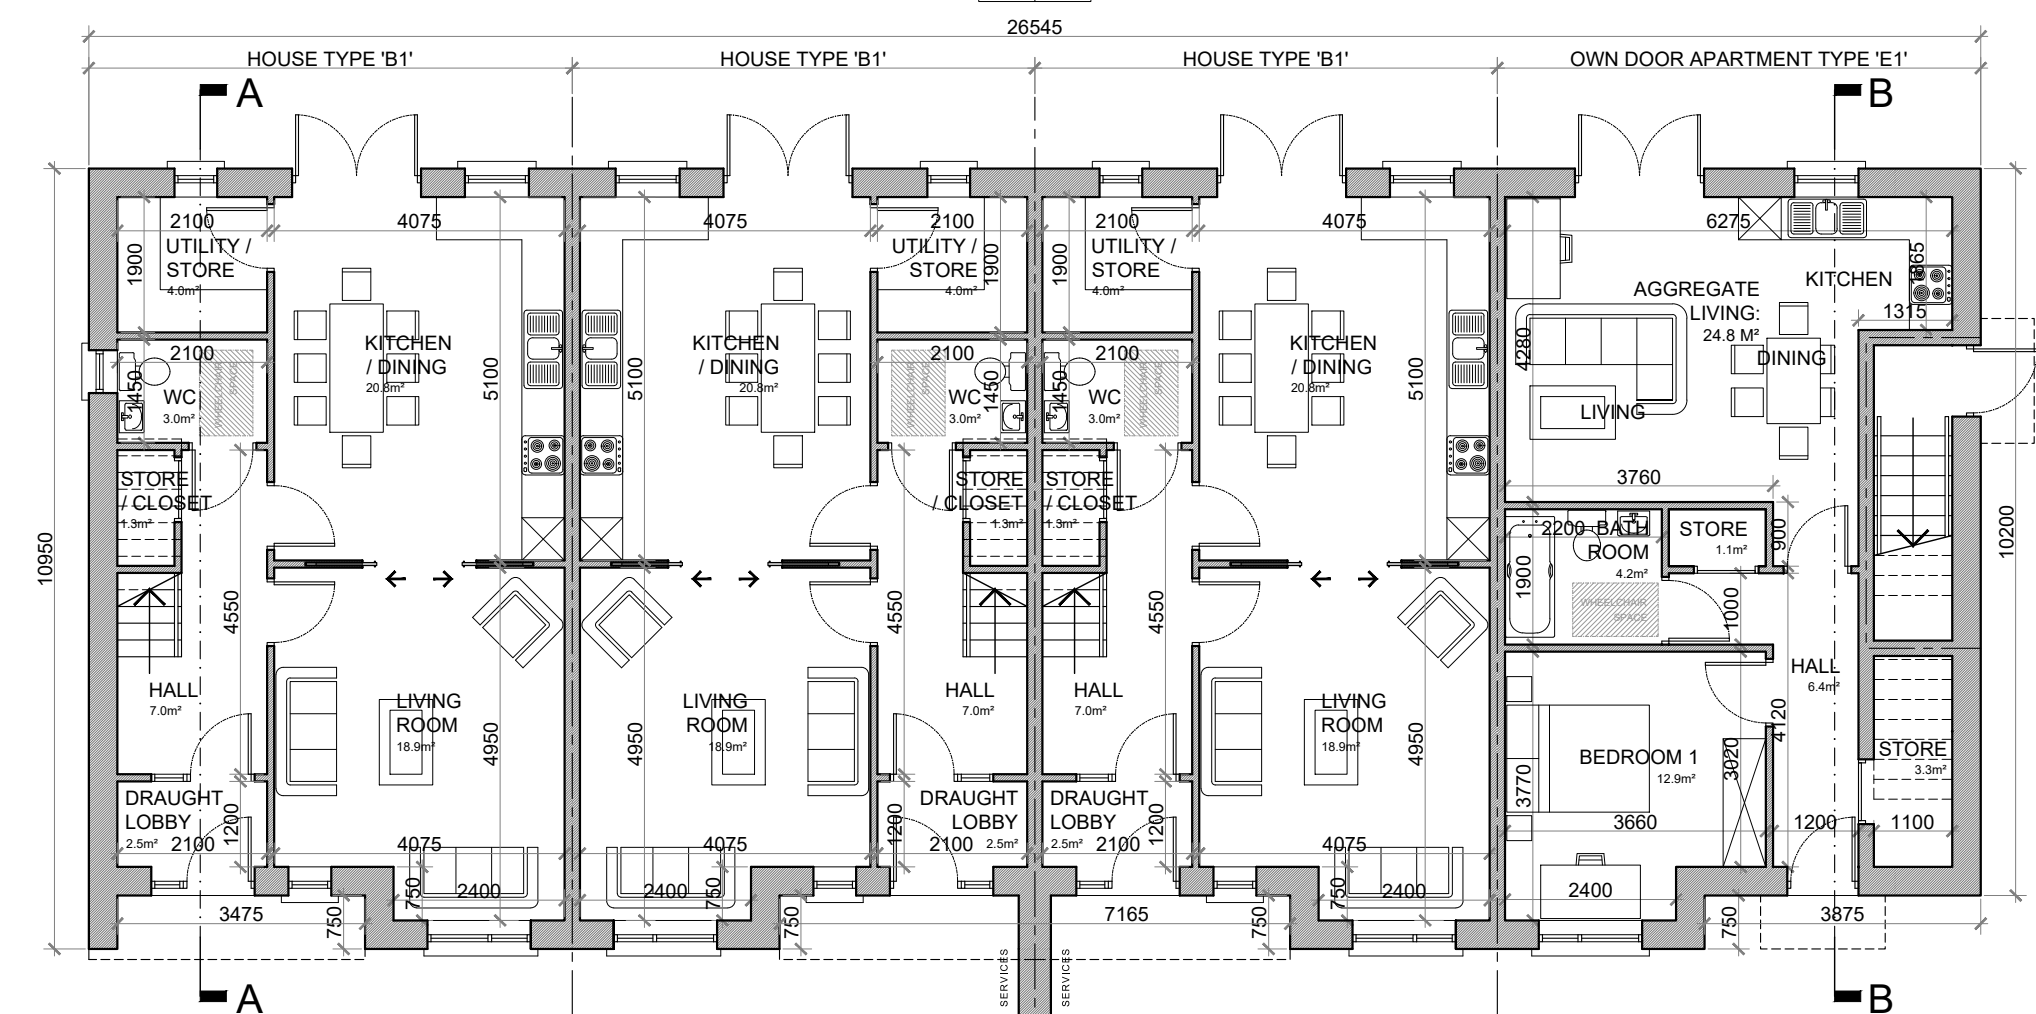 26545
HOUSE TYPE 'B1'
HOUSE TYPE 'B1'
HOUSE TYPE 'B1'
OWN DOOR APARTMENT TYPE 'E1'
A
B
2100
4075
4075
2100
2100
4075
6275
UTILITY /
STORE
4.0m²
1900
UTILITY /
STORE
4.0m²
1900
UTILITY /
STORE
4.0m²
1900
KITCHEN
1865
1315
AGGREGATE
LIVING:
24.8 M²
DINING
LIVING
4280
3760
KITCHEN
/ DINING
20.8m²
5100
KITCHEN
/ DINING
20.8m²
5100
KITCHEN
/ DINING
20.8m²
5100
2100
WC
3.0m²
1450
WHEELCHAIR
SPACE
2100
WC
3.0m²
1450
WHEELCHAIR
SPACE
2100
WC
3.0m²
1450
WHEELCHAIR
SPACE
STORE
/ CLOSET
1.3m²
STORE
/ CLOSET
1.3m²
STORE
/ CLOSET
1.3m²
2200
BATH
ROOM
4.2m²
1900
WHEELCHAIR
SPACE
STORE
1.1m²
900
1000
10950
10200
4550
4550
4550
HALL
7.0m²
HALL
7.0m²
HALL
7.0m²
HALL
6.4m²
4120
LIVING
ROOM
18.9m²
4950
LIVING
ROOM
18.9m²
4950
LIVING
ROOM
18.9m²
4950
BEDROOM 1
12.9m²
3770
3020
3660
1200
STORE
3.3m²
1100
DRAUGHT
LOBBY
2.5m²
2100
1200
4075
4075
DRAUGHT
LOBBY
2.5m²
2100
1200
DRAUGHT
LOBBY
2.5m²
2100
1200
4075
750
2400
2400
750
750
2400
2400
3475
750
750
7165
750
750
3875
SERVICES
SERVICES
A
B